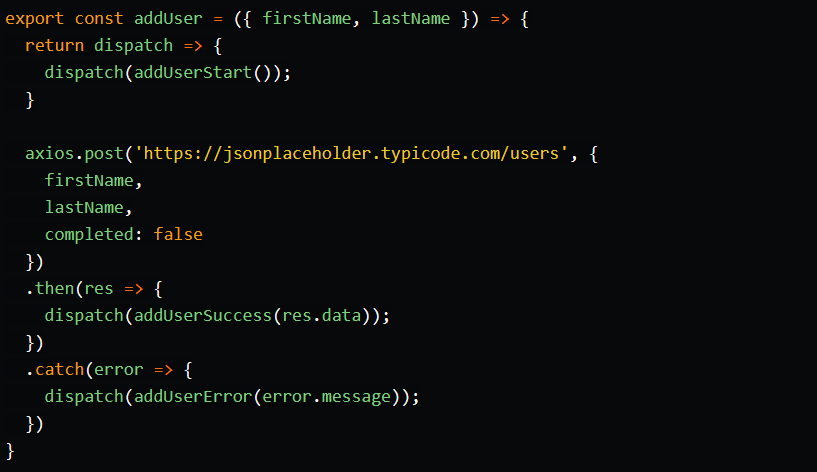 export const addUser = ({ firstName, lastName }) => {
  return dispatch => {
    dispatch(addUserStart());
  }

  axios.post('https://jsonplaceholder.typicode.com/users', {
    firstName,
    lastName,
    completed: false
  })
  .then(res => {
    dispatch(addUserSuccess(res.data));
  })
  .catch(error => {
    dispatch(addUserError(error.message));
  })
}